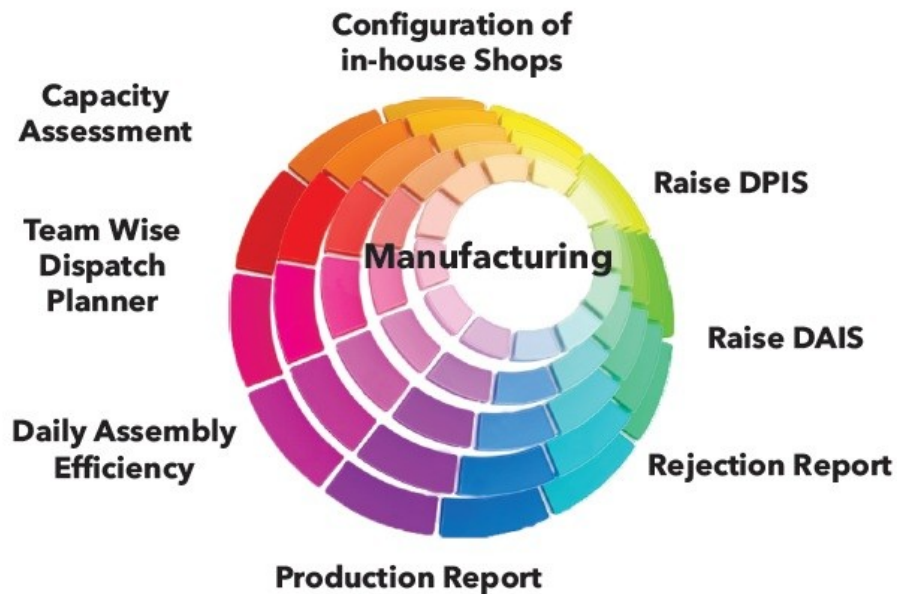 Configuration of
in-house Shops
Capacity
Assessment
Raise DPIS
Team Wise
Dispatch
Planner
Manufacturing
Raise DAIS
Daily Assembly
Efficiency
Rejection Report
Production Report